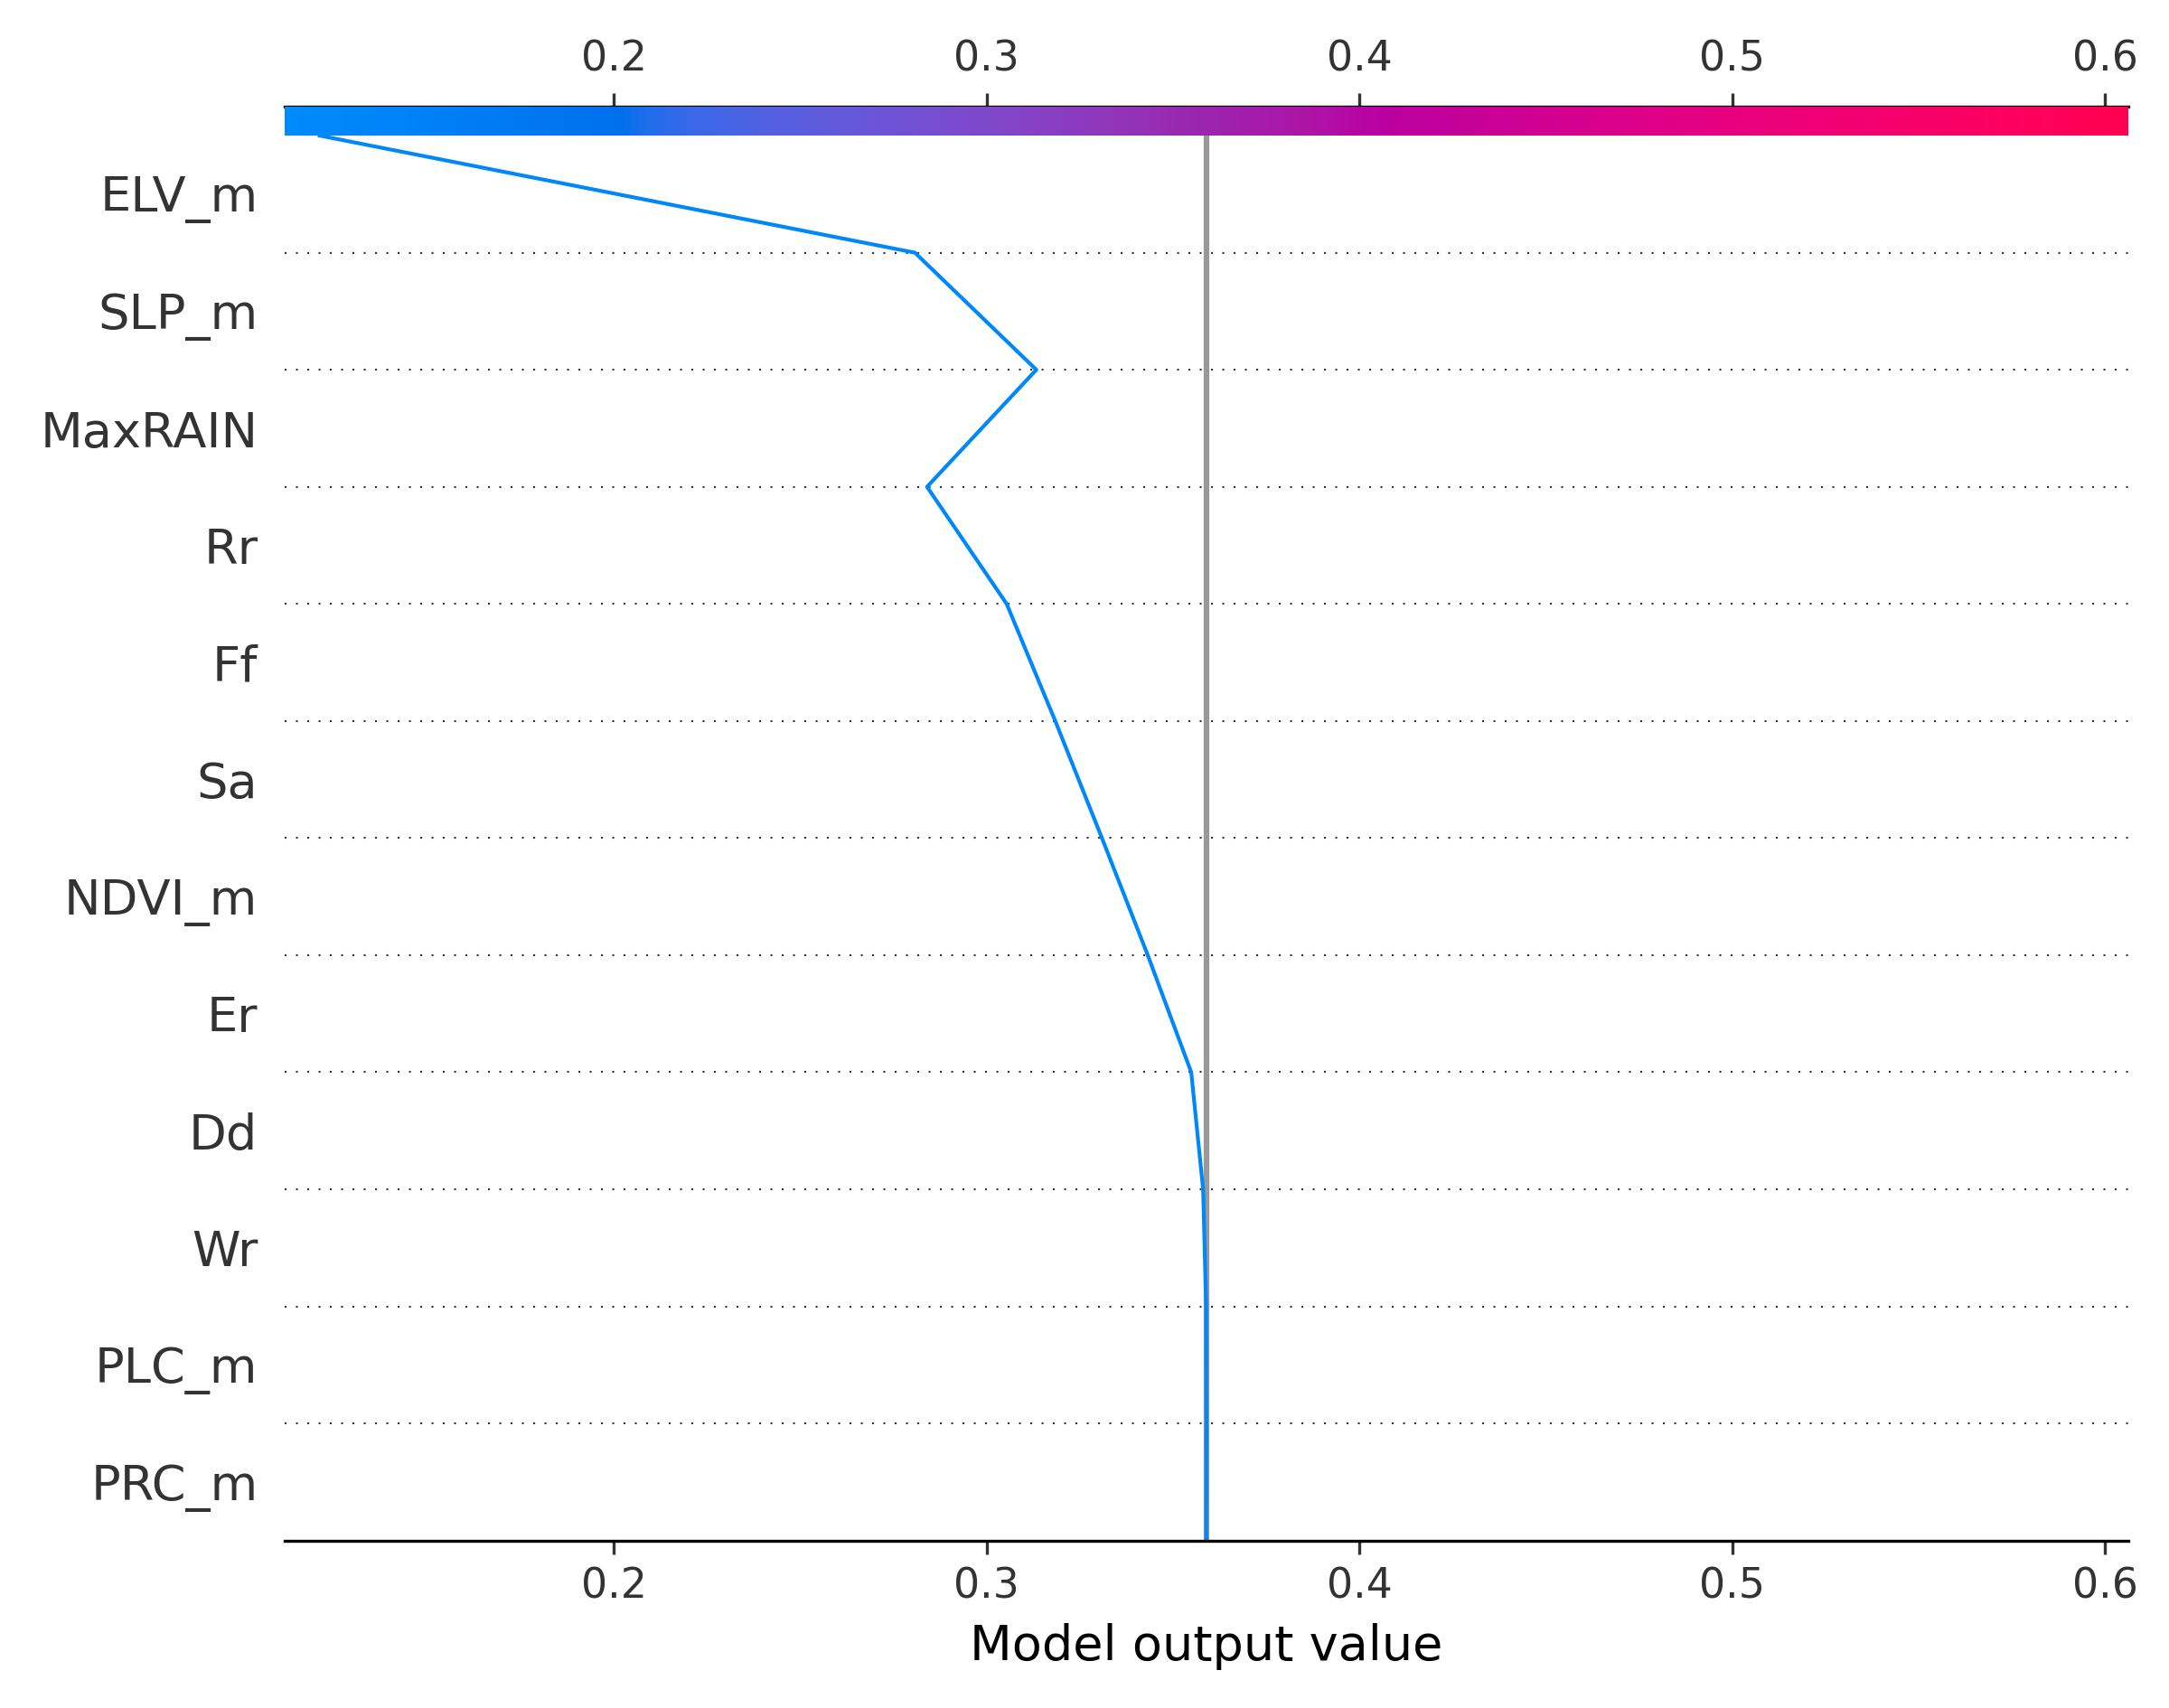 0.2 0.3 0.4 0.5 0.6
ELV_m
SLP_m
MaxRAIN
Rr
Ff
Sa
NDVI_m
Er
Dd
Wr
PLC_m
PRC_m
0.2 0.3 0.4 0.5 0.6
Model output value